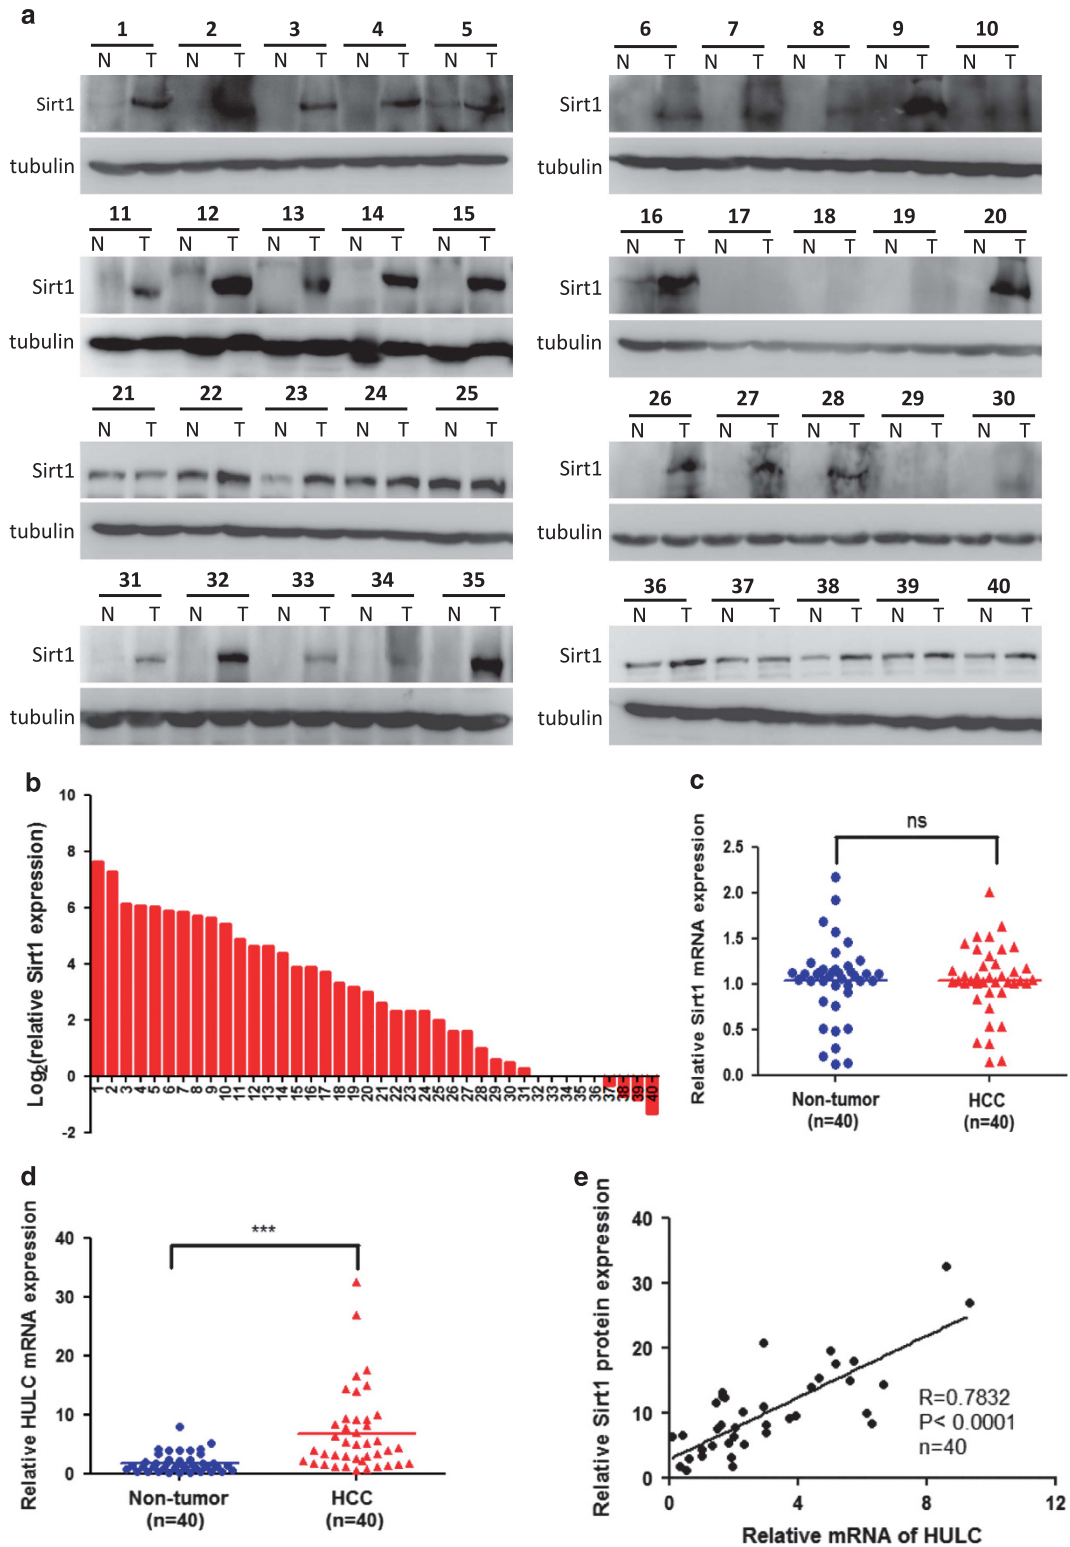 a
1 2 3 4 5
N T N T N T N T N T
Sirt1
tubulin
6 7 8 9 10
N T N T N T N T N T
Sirt1
tubulin
11 12 13 14 15
N T N T N T N T N T
Sirt1
tubulin
16 17 18 19 20
N T N T N T N T N T
Sirt1
tubulin
21 22 23 24 25
N T N T N T N T N T
Sirt1
tubulin
26 27 28 29 30
N T N T N T N T N T
Sirt1
tubulin
31 32 33 34 35
N T N T N T N T N T
Sirt1
tubulin
36 37 38 39 40
N T N T N T N T N T
Sirt1
tubulin
b
Log2(relative Sirt1 expression)
10
8
6
4
2
0
-2
1 2 3 4 5 6 7 8 9 10 11 12 13 14 15 16 17 18 19 20 21 22 23 24 25 26 27 28 29 30 31 32 33 34 35 36 37 38 39 40
c
Relative Sirt1 mRNA expression
ns
2.5
2.0
1.5
1.0
0.5
0.0
Non-tumor HCC
(n=40) (n=40)
d
Relative HULC mRNA expression
***
40
30
20
10
0
Non-tumor HCC
(n=40) (n=40)
e
Relative Sirt1 protein expression
40
30
20
10
0
R=0.7832
P< 0.0001
n=40
0 4 8 12
Relative mRNA of HULC